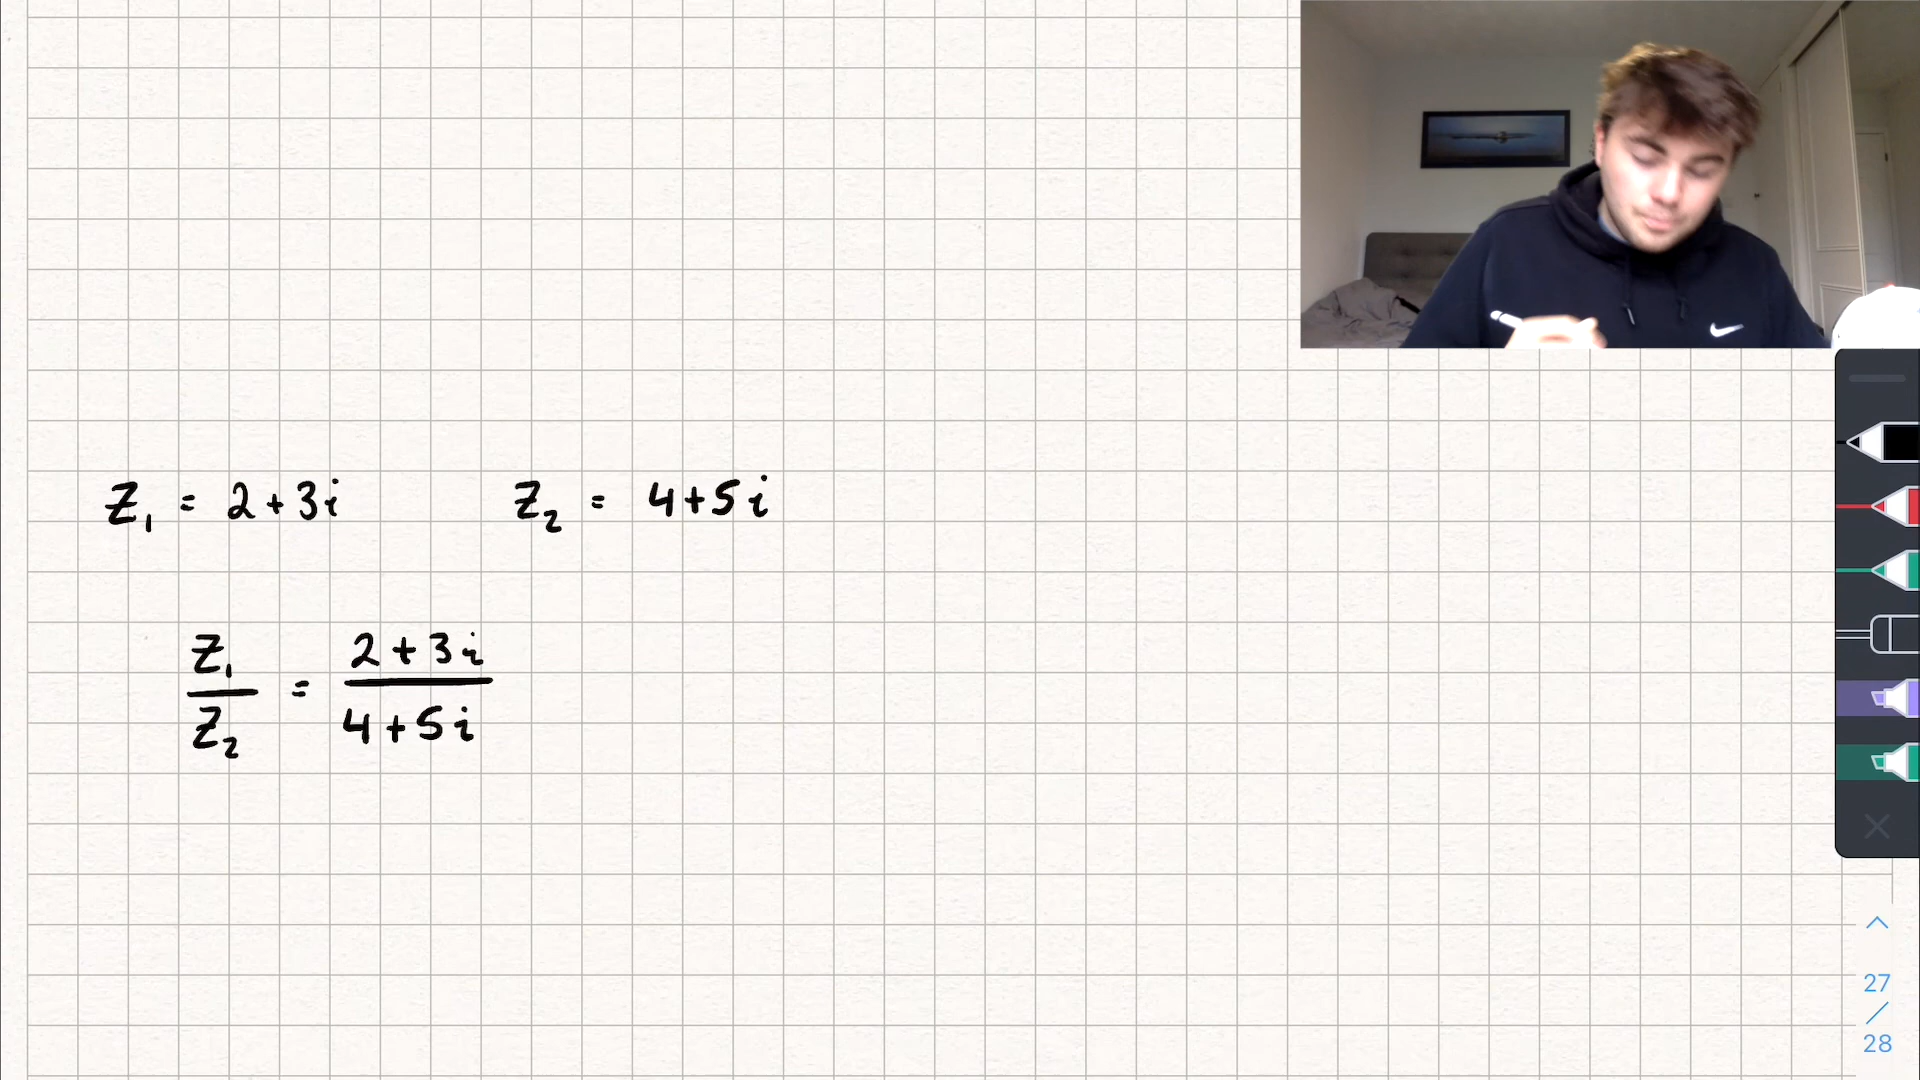 Z₁ = 2+3i Z₂ = 4+5i
Z₁/Z₂ = (2+3i)/(4+5i)
27
/
28